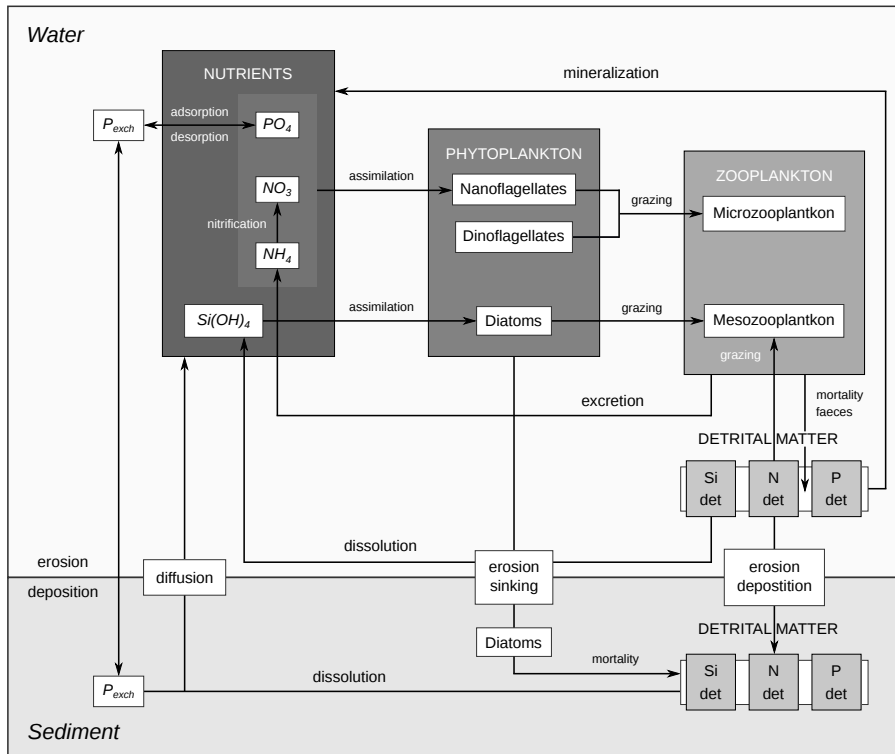 Water
NUTRIENTS
mineralization
adsorption
P_exch
PO₄
desorption
PHYTOPLANKTON
ZOOPLANKTON
NO₃
assimilation
Nanoflagellates
grazing
Microzooplantkon
nitrification
Dinoflagellates
NH₄
Si(OH)₄
assimilation
Diatoms
grazing
Mesozooplantkon
grazing
excretion
mortality
faeces
DETRITAL MATTER
Si
det
N
det
P
det
dissolution
erosion
deposition
diffusion
erosion
sinking
erosion
depostition
Diatoms
DETRITAL MATTER
mortality
Si
det
N
det
P
det
dissolution
P_exch
Sediment